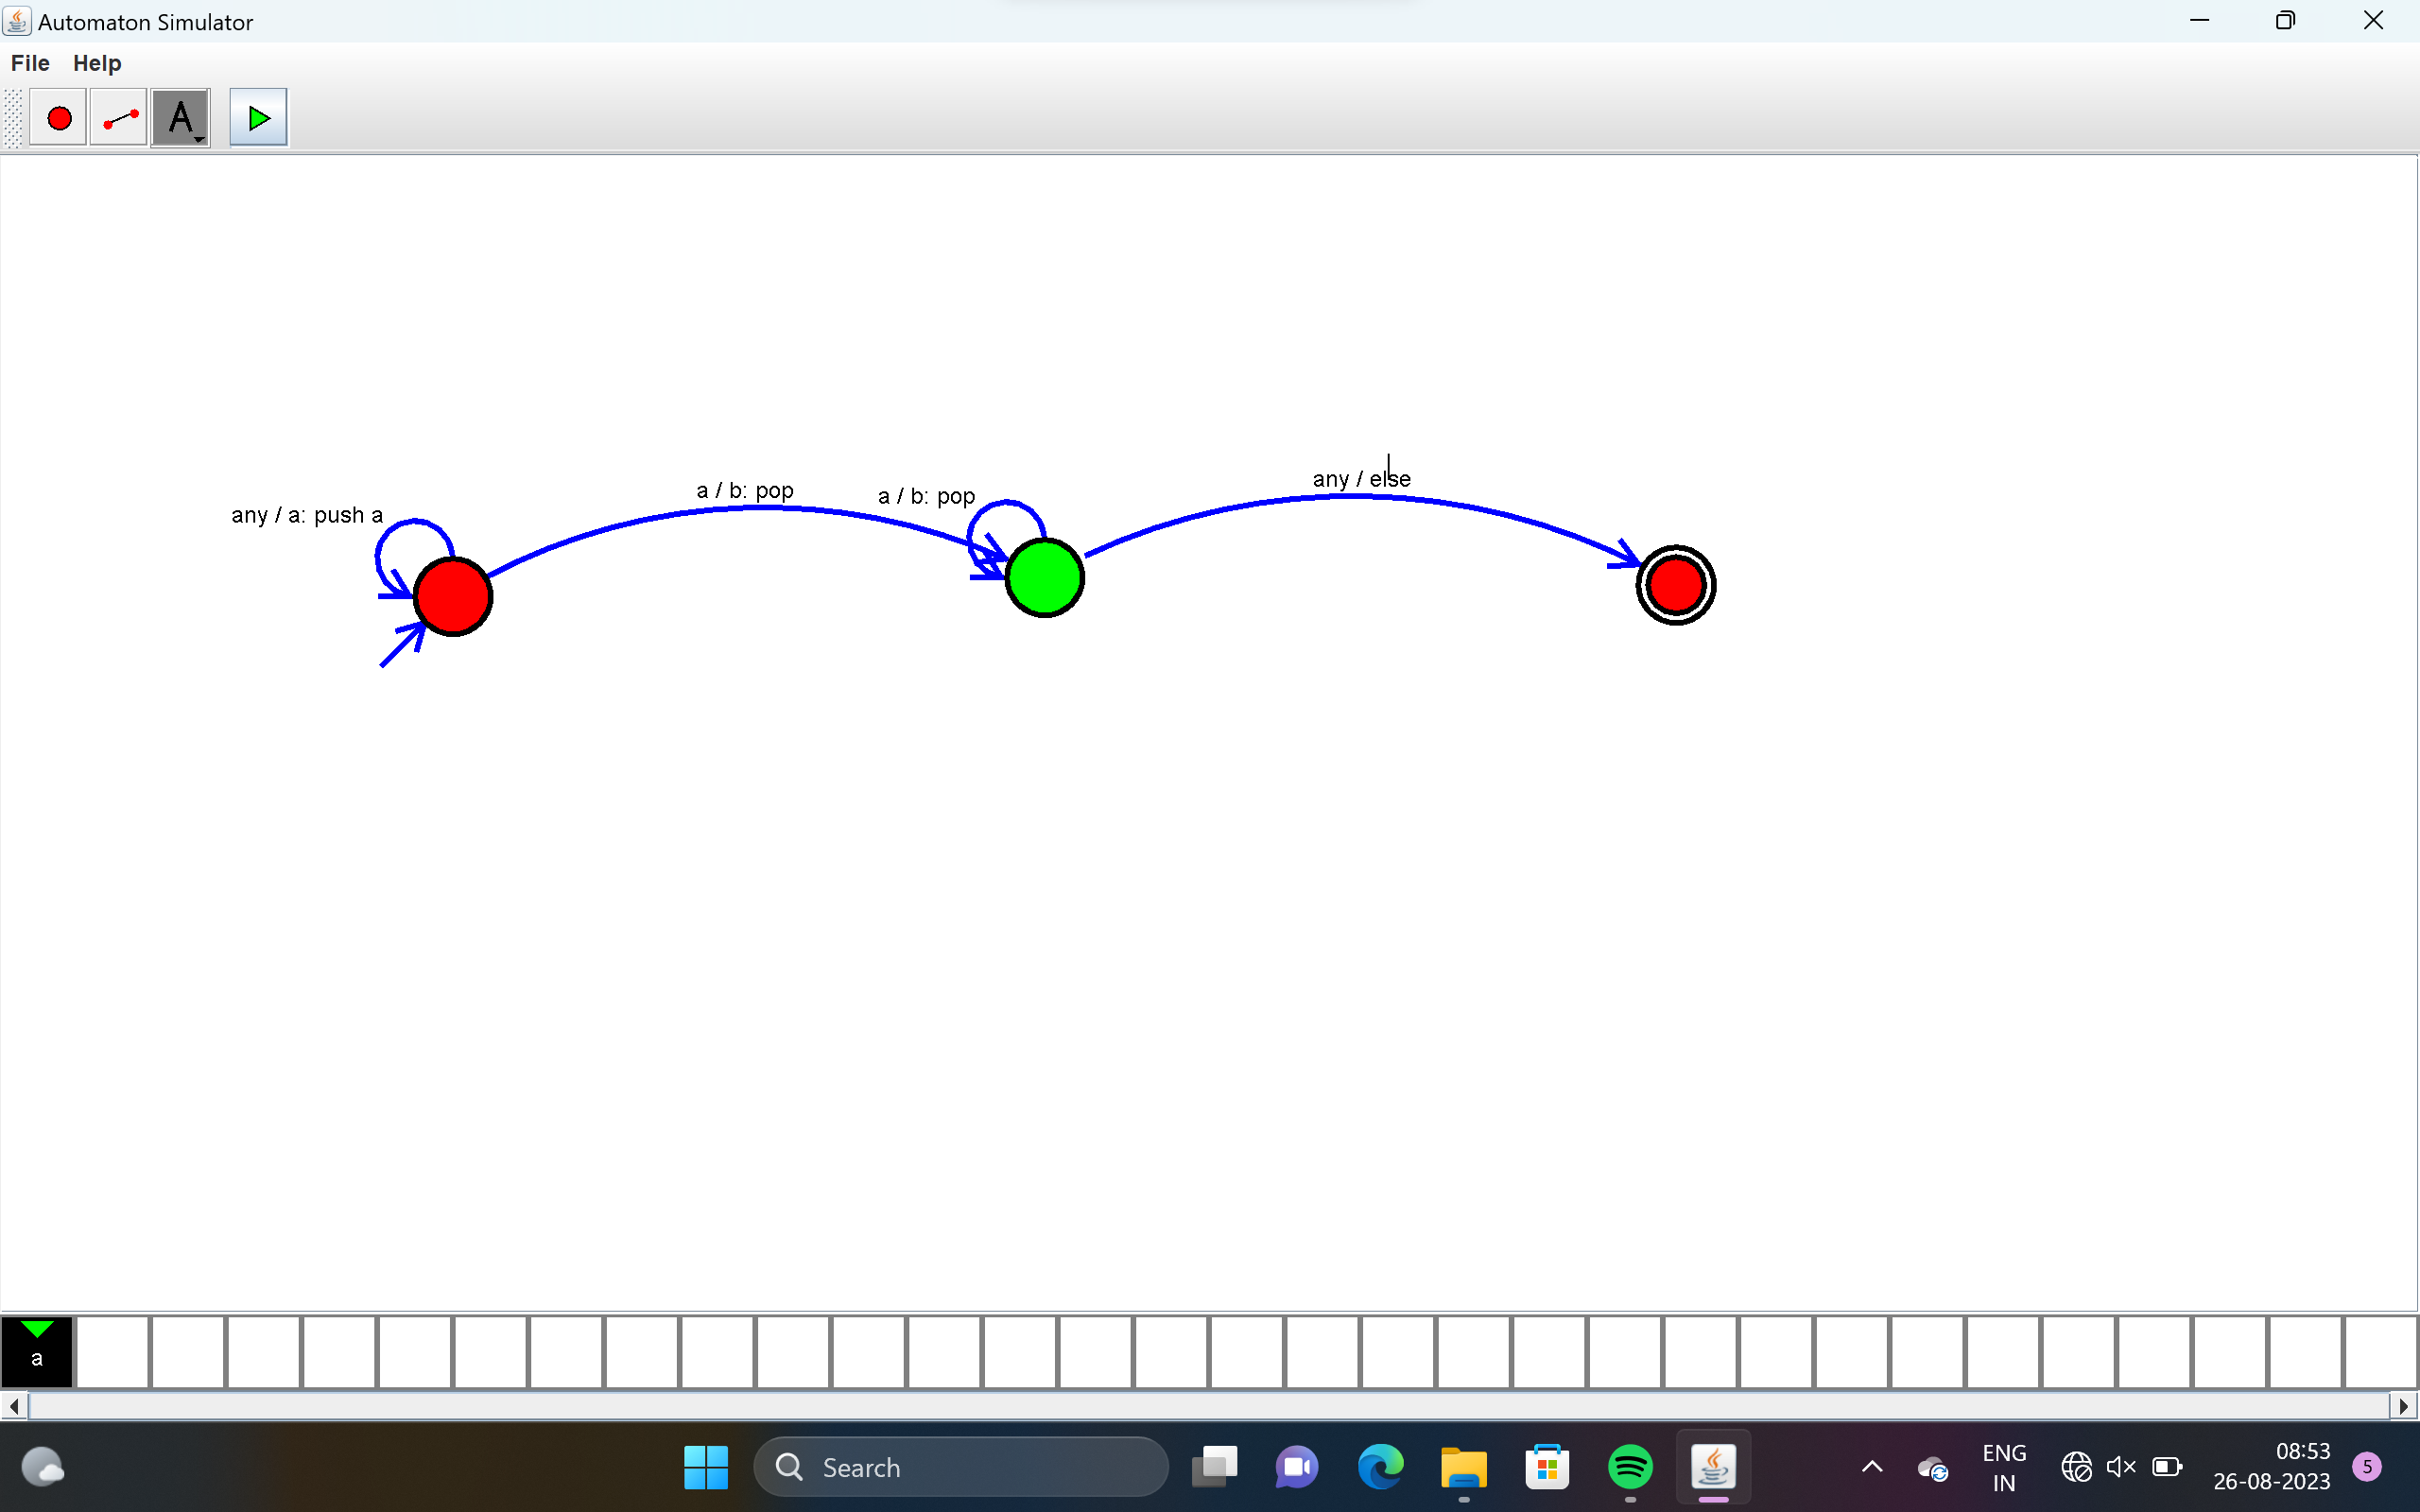 Automaton Simulator
File Help
A
any / else
a / b: pop
a / b: pop
any / a: push a
a
Search
ENG
IN
08:53
26-08-2023
5